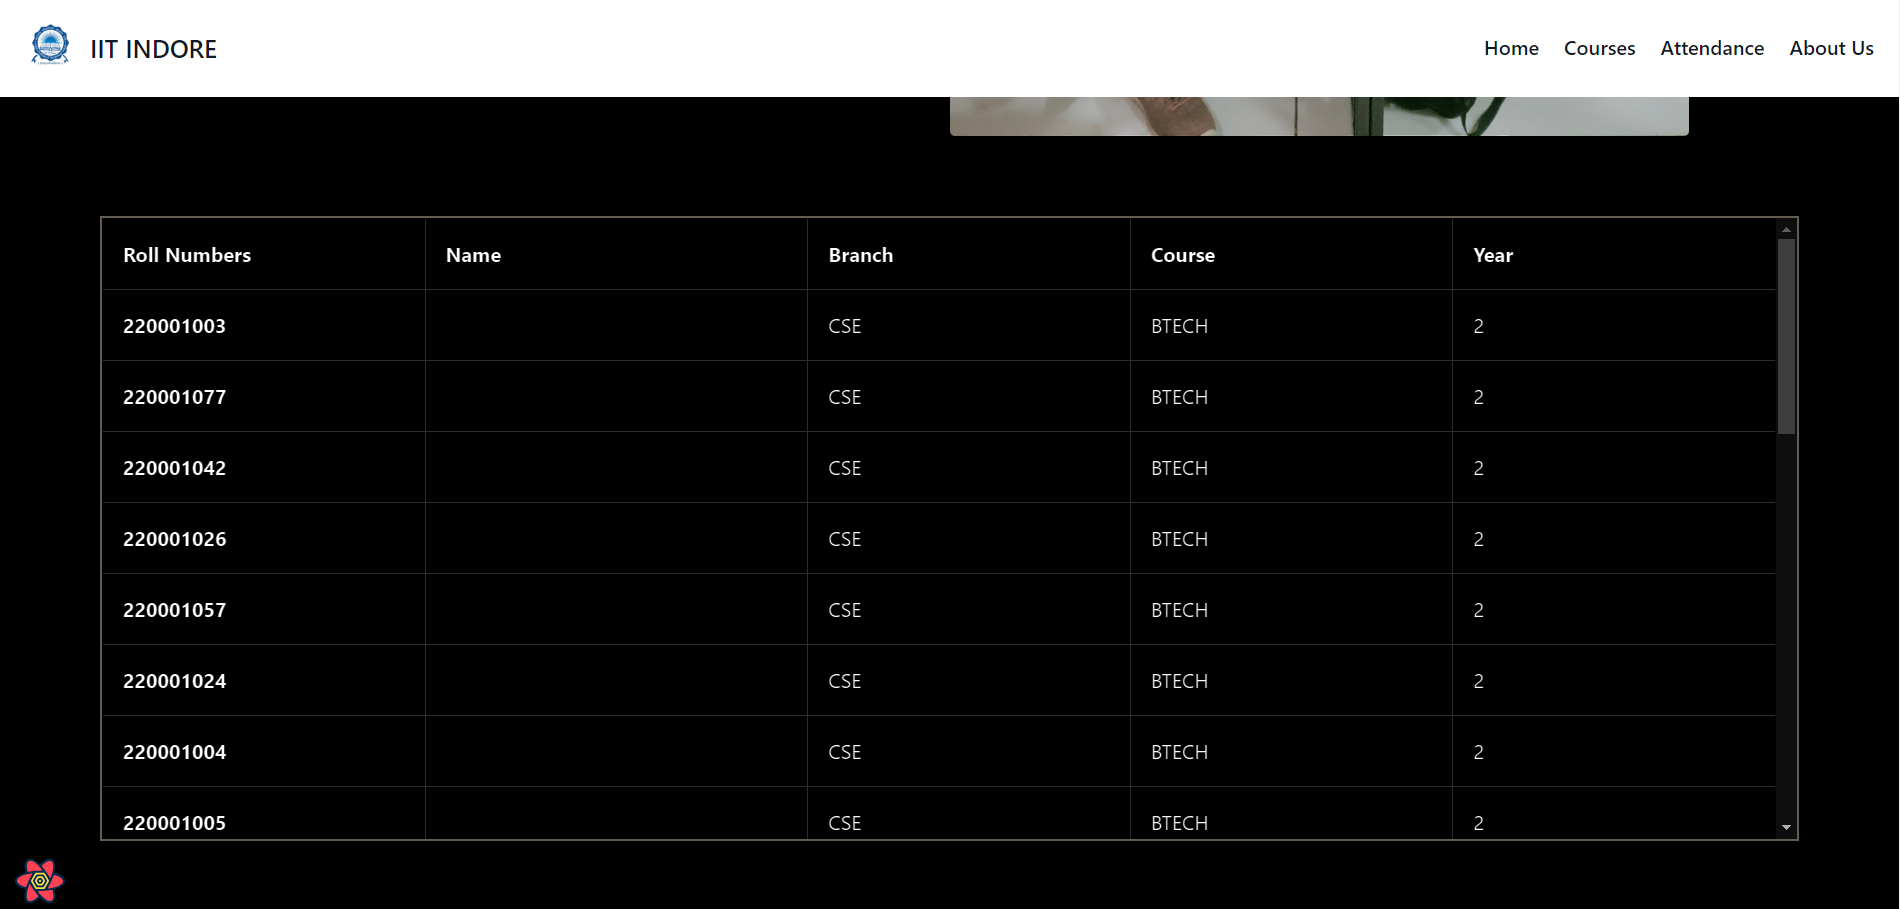 IIT INDORE
Home Courses Attendance About Us
Roll Numbers Name Branch Course Year
220001003 CSE BTECH 2
220001077 CSE BTECH 2
220001042 CSE BTECH 2
220001026 CSE BTECH 2
220001057 CSE BTECH 2
220001024 CSE BTECH 2
220001004 CSE BTECH 2
220001005 CSE BTECH 2